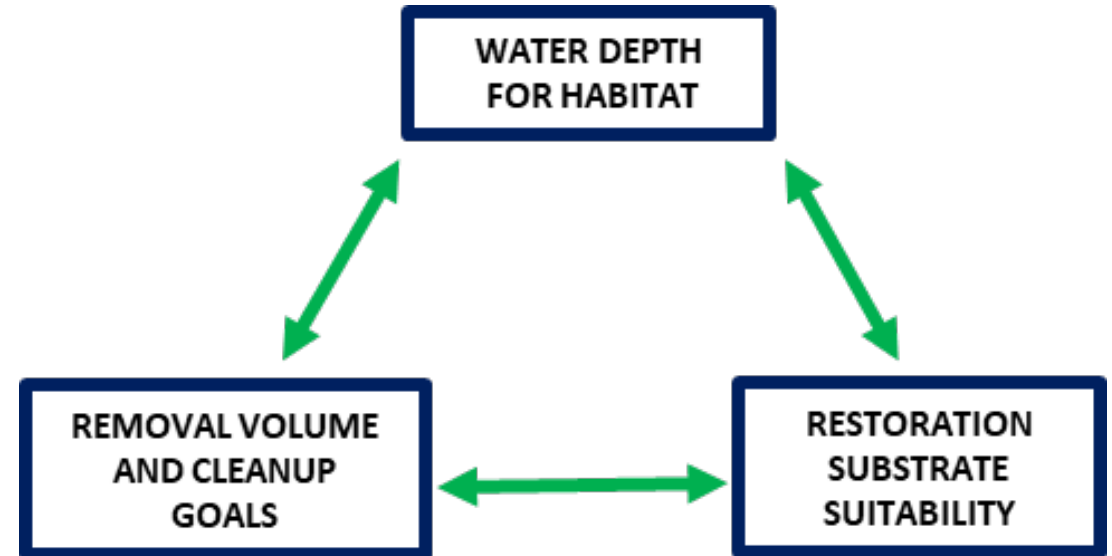 WATER DEPTH
FOR HABITAT
REMOVAL VOLUME
AND CLEANUP
GOALS
RESTORATION
SUBSTRATE
SUITABILITY